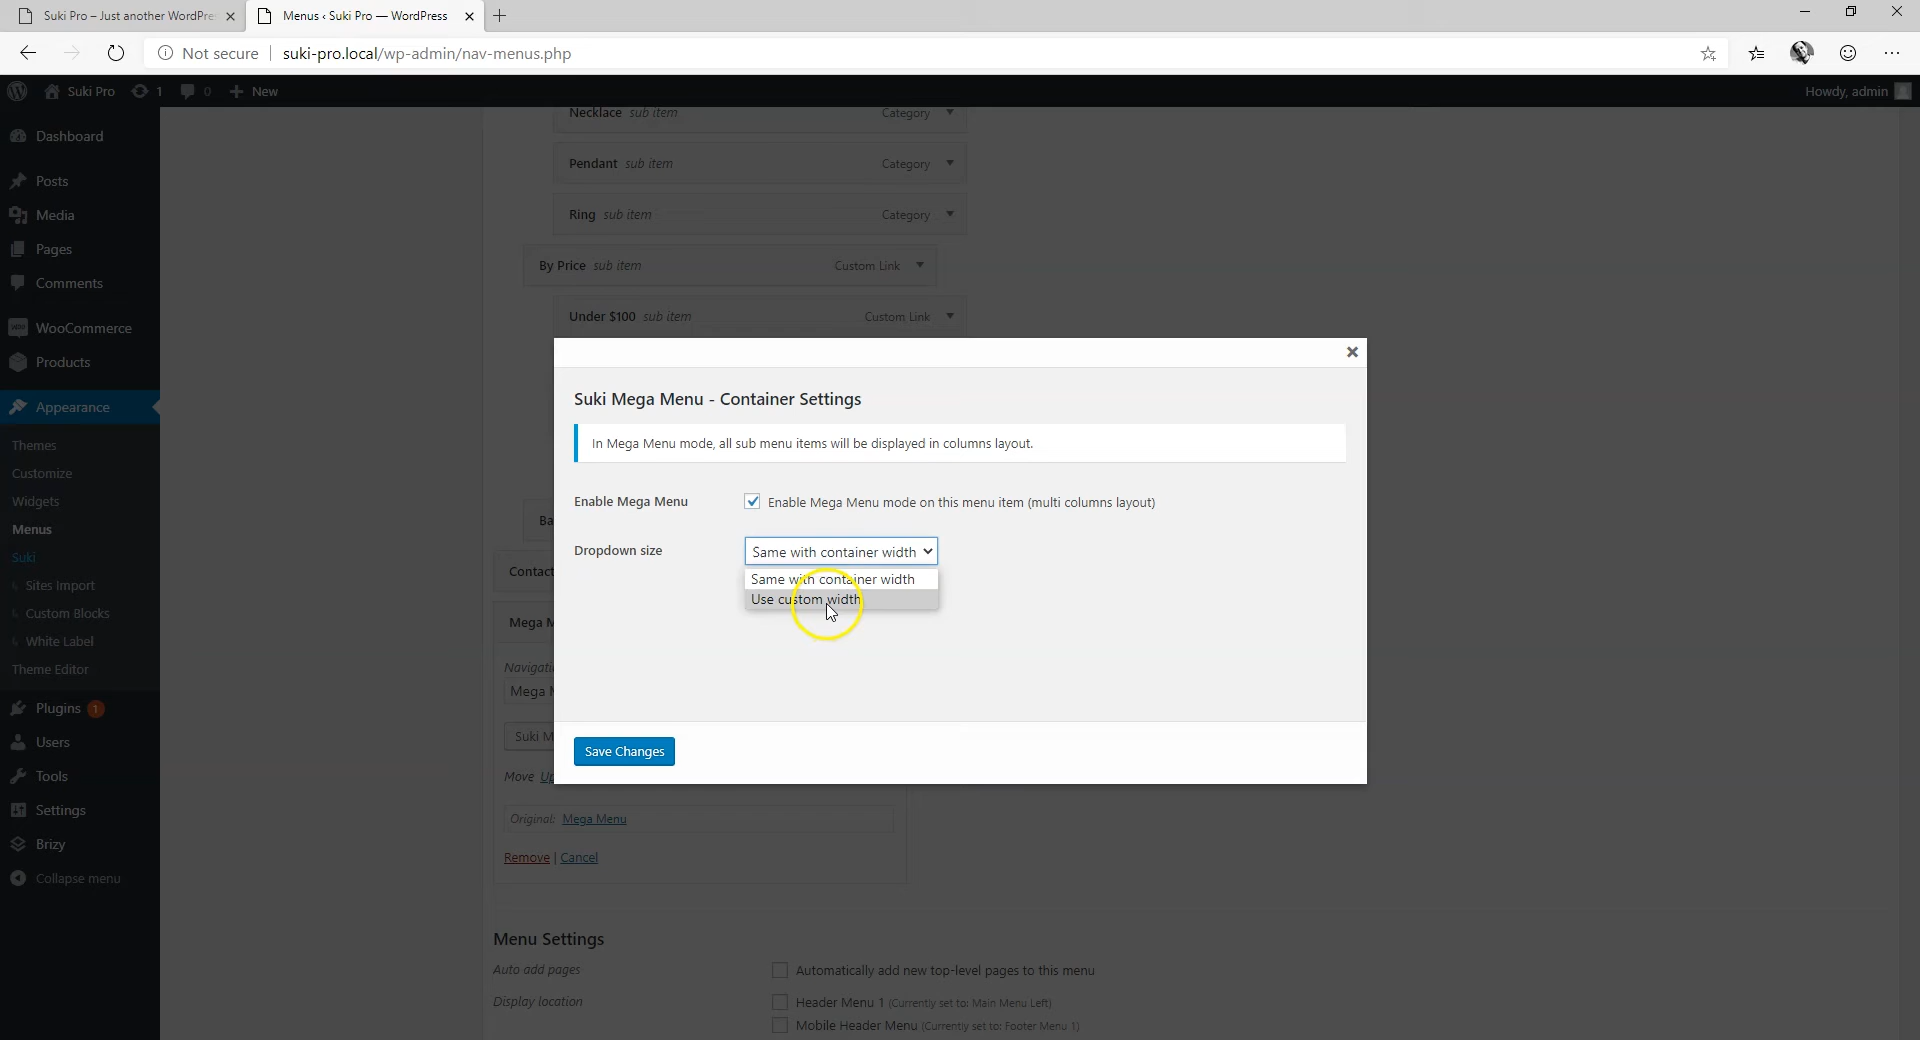 Suki Pro – Just another WordPre
Menus ‹ Suki Pro — WordPress
Not secure
suki-pro.local/wp-admin/nav-menus.php
Suki Pro
1
0
New
Howdy, admin
Dashboard
Posts
Media
Pages
Comments
WooCommerce
Products
Appearance
Themes
Customize
Widgets
Menus
Suki
Sites Import
Custom Blocks
White Label
Theme Editor
Plugins 1
Users
Tools
Settings
Brizy
Collapse menu
Necklace sub item Category
Pendant sub item Category
Ring sub item Category
By Price sub item Custom Link
Under $100 sub item Custom Link
Suki Mega Menu - Container Settings
In Mega Menu mode, all sub menu items will be displayed in columns layout.
Enable Mega Menu
Enable Mega Menu mode on this menu item (multi columns layout)
Dropdown size
Same with container width
Same with container width
Use custom width
Save Changes
Ba
Contact
Mega M
Navigati
Mega M
Suki M
Move Up
Original: Mega Menu
Remove | Cancel
Menu Settings
Auto add pages
Automatically add new top-level pages to this menu
Display location
Header Menu 1 (Currently set to: Main Menu Left)
Mobile Header Menu (Currently set to: Footer Menu 1)